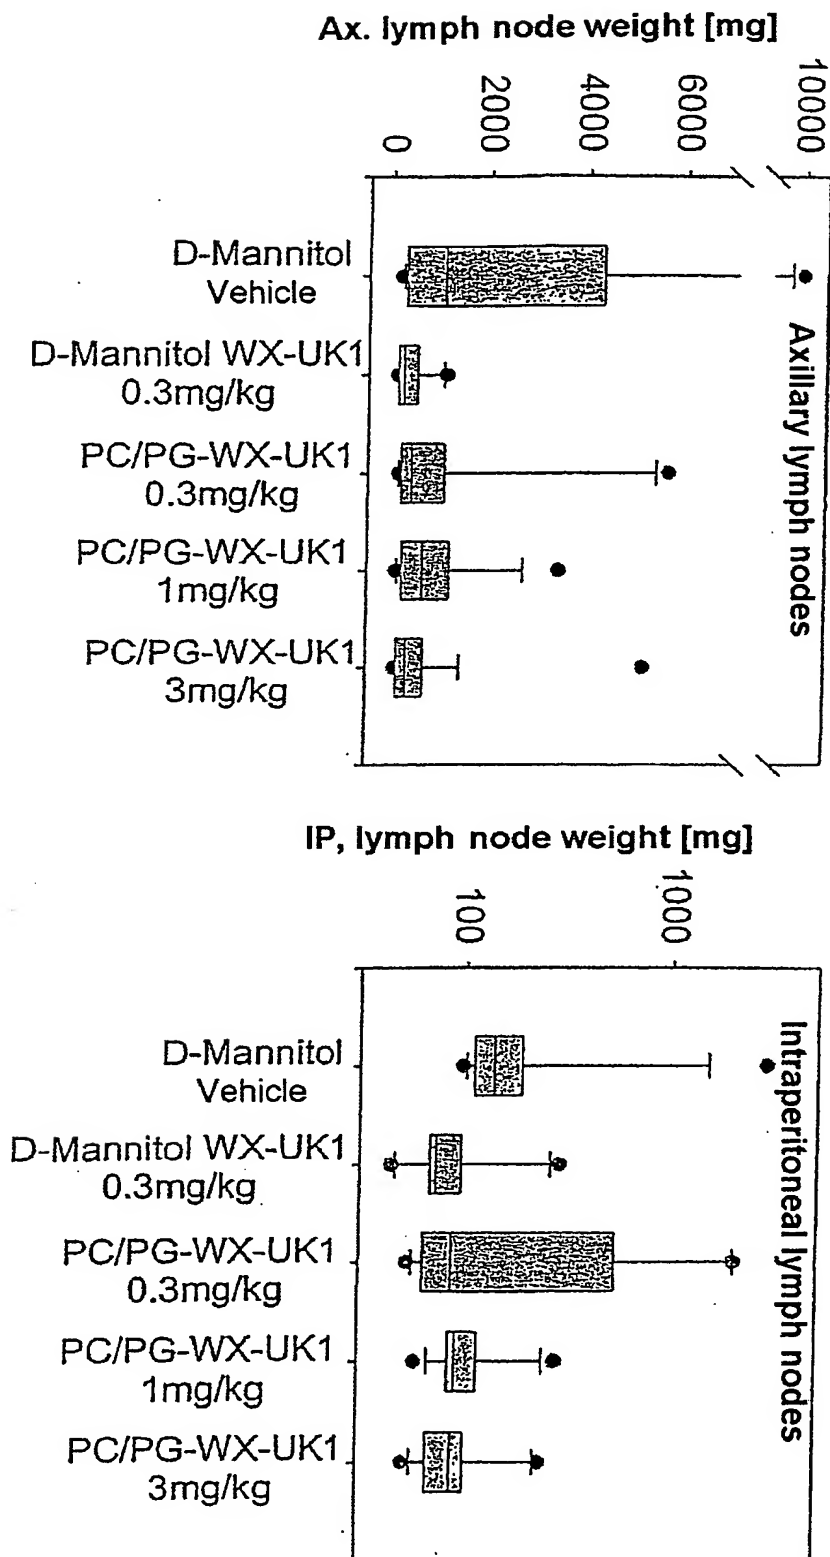 Ax. lymph node weight [mg]
10000
6000
4000
2000
0
Axillary lymph nodes
D-Mannitol
Vehicle
D-Mannitol WX-UK1
0.3mg/kg
PC/PG-WX-UK1
0.3mg/kg
PC/PG-WX-UK1
1mg/kg
PC/PG-WX-UK1
3mg/kg
IP, lymph node weight [mg]
1000
100
Intraperitoneal lymph nodes
D-Mannitol
Vehicle
D-Mannitol WX-UK1
0.3mg/kg
PC/PG-WX-UK1
0.3mg/kg
PC/PG-WX-UK1
1mg/kg
PC/PG-WX-UK1
3mg/kg